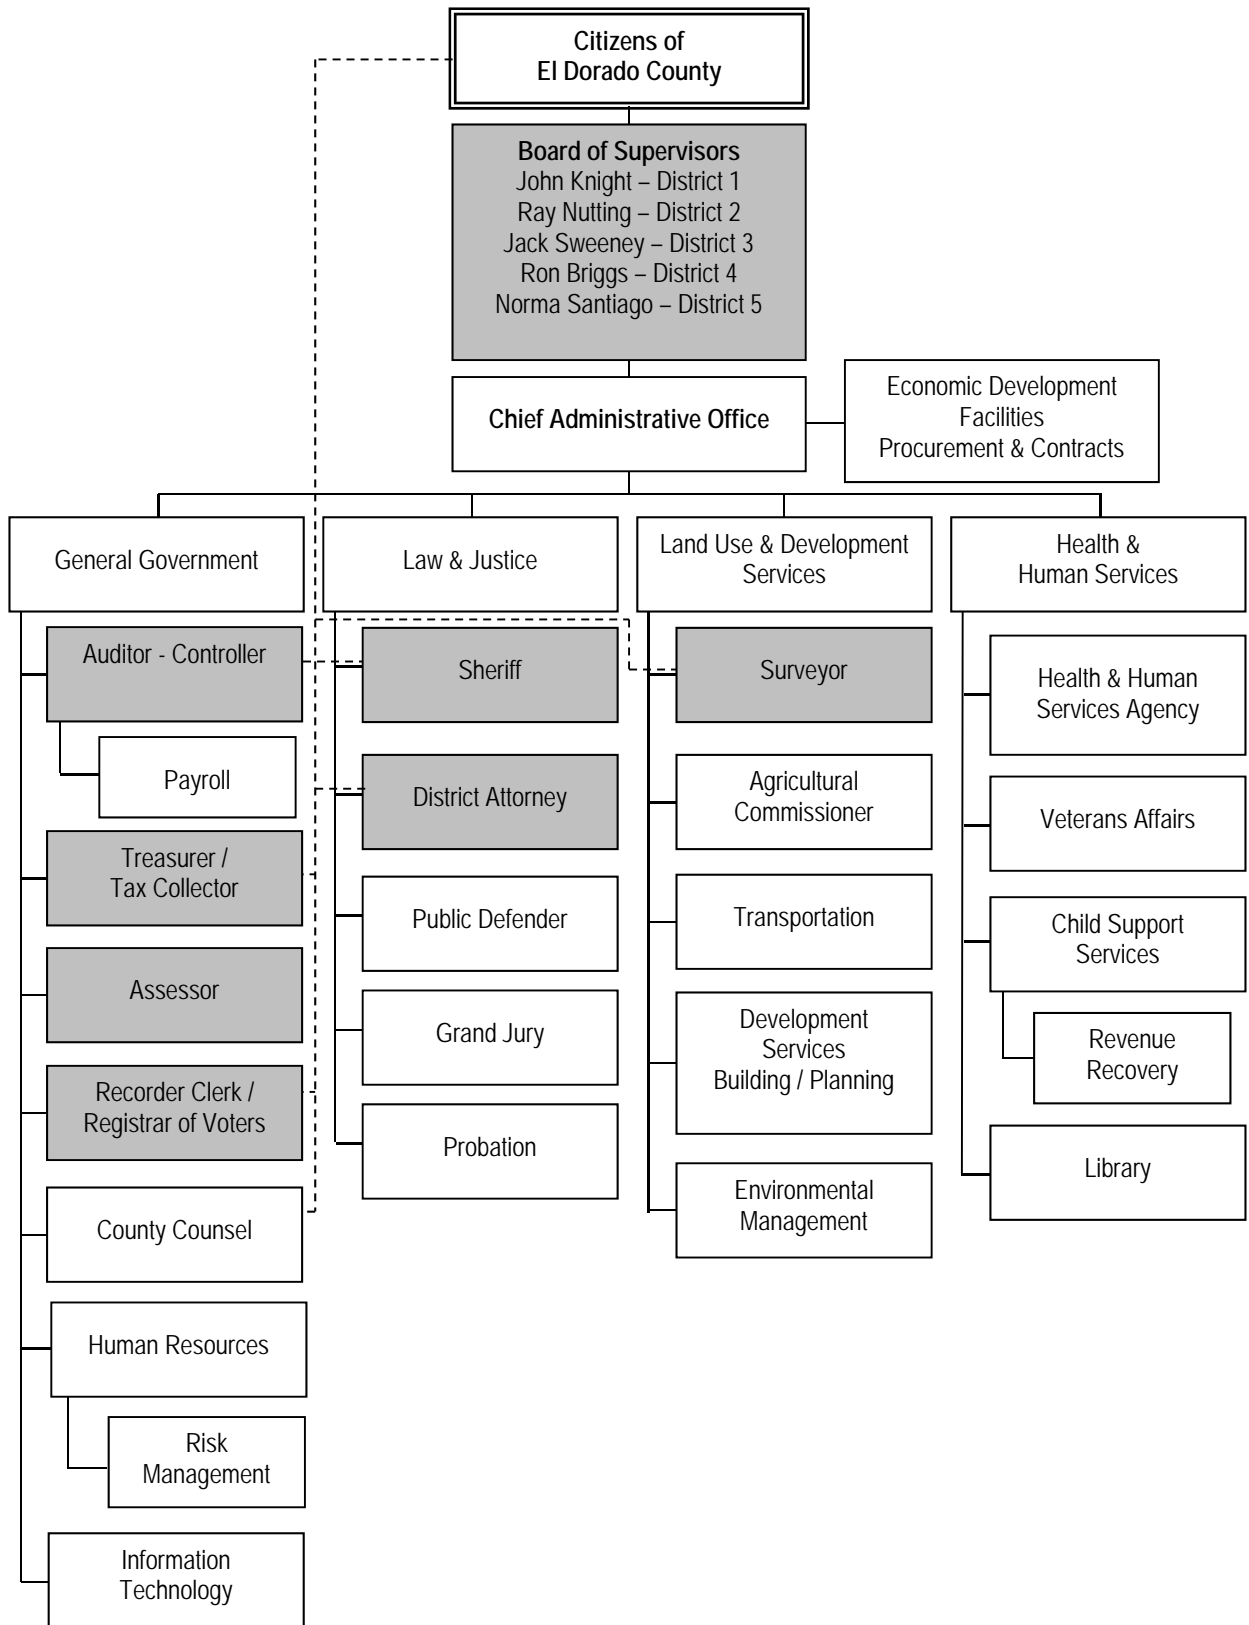 Citizens of
El Dorado County
Board of Supervisors
John Knight – District 1
Ray Nutting – District 2
Jack Sweeney – District 3
Ron Briggs – District 4
Norma Santiago – District 5
Chief Administrative Office
Economic Development
Facilities
Procurement & Contracts
General Government
Auditor - Controller
Payroll
Treasurer /
Tax Collector
Assessor
Recorder Clerk /
Registrar of Voters
County Counsel
Human Resources
Risk
Management
Information
Technology
Law & Justice
Sheriff
District Attorney
Public Defender
Grand Jury
Probation
Land Use & Development
Services
Surveyor
Agricultural
Commissioner
Transportation
Development
Services
Building / Planning
Environmental
Management
Health &
Human Services
Health & Human
Services Agency
Veterans Affairs
Child Support
Services
Revenue
Recovery
Library